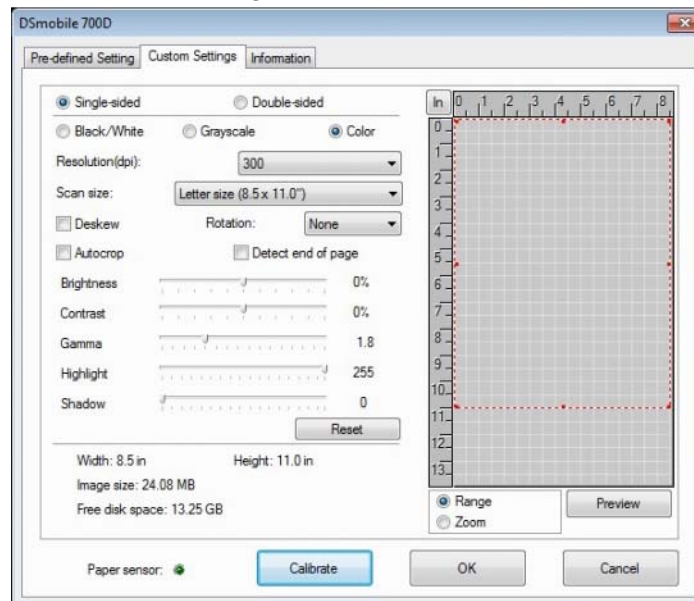 DSmobile 700D
Pre-defined Setting Custom Settings Information
Single-sided Double-sided
Black/White Grayscale Color
Resolution(dpi): 300
Scan size: Letter size (8.5 x 11.0")
Deskew Rotation: None
Autocrop Detect end of page
Brightness 0%
Contrast 0%
Gamma 1.8
Highlight 255
Shadow 0
Reset
Width: 8.5 in Height: 11.0 in
Image size: 24.08 MB
Free disk space: 13.25 GB
In 0 1 2 3 4 5 6 7 8
0
1
2
3
4
5
6
7
8
9
10
11
12
13
Range
Zoom
Preview
Paper sensor: Calibrate OK Cancel